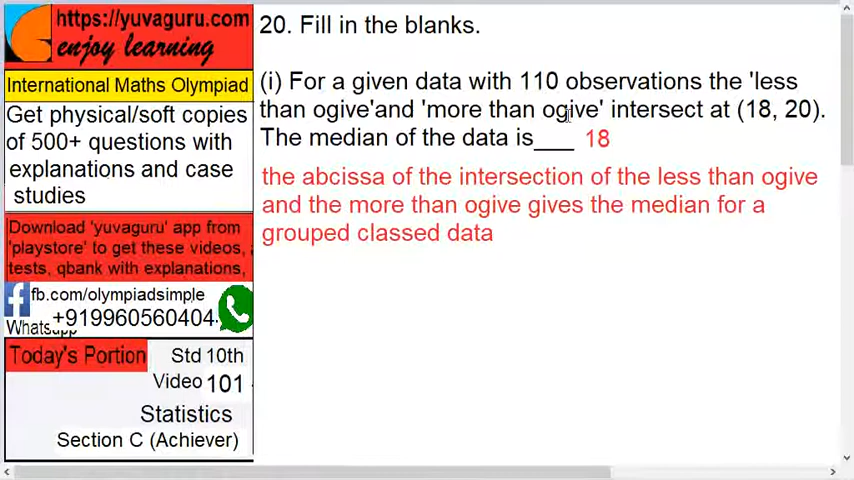 https://yuvaguru.com
enjoy learning
International Maths Olympiad
Get physical/soft copies
of 500+ questions with
explanations and case
studies
Download 'yuvaguru' app from
'playstore' to get these videos,
tests, qbank with explanations,
fb.com/olympiadsimple
Whatsapp +919960560404
Today's Portion Std 10th
Video 101
Statistics
Section C (Achiever)
20. Fill in the blanks.
(i) For a given data with 110 observations the 'less
than ogive'and 'more than ogive' intersect at (18, 20).
The median of the data is___ 18
the abcissa of the intersection of the less than ogive
and the more than ogive gives the median for a
grouped classed data